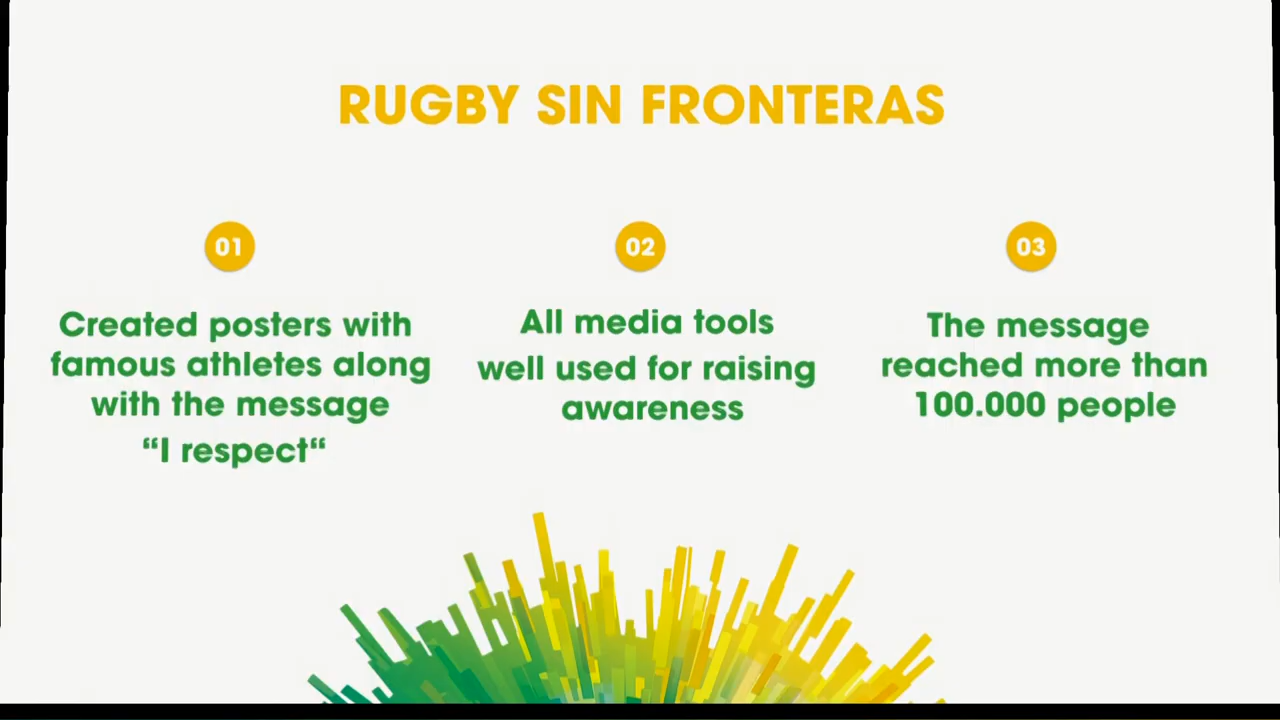 RUGBY SIN FRONTERAS
01
Created posters with
famous athletes along
with the message
“I respect“
02
All media tools
well used for raising
awareness
03
The message
reached more than
100.000 people